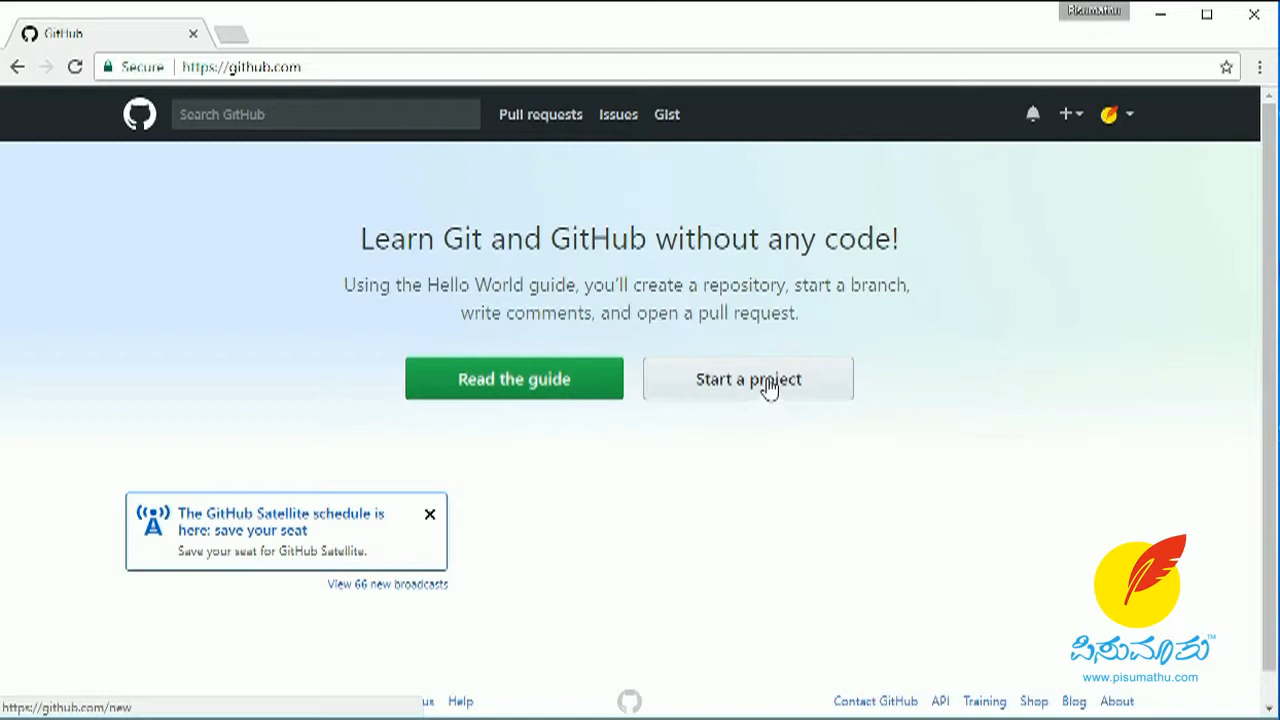 Pisumathu
GitHub
Secure
https://github.com
Search GitHub
Pull requests
Issues
Gist
Learn Git and GitHub without any code!
Using the Hello World guide, you'll create a repository, start a branch,
write comments, and open a pull request.
Read the guide
Start a project
The GitHub Satellite schedule is
here: save your seat
Save your seat for GitHub Satellite.
View 66 new broadcasts
ಪಿಸುಮಾತು™
www.pisumathu.com
https://github.com/new
us
Help
Contact GitHub
API
Training
Shop
Blog
About